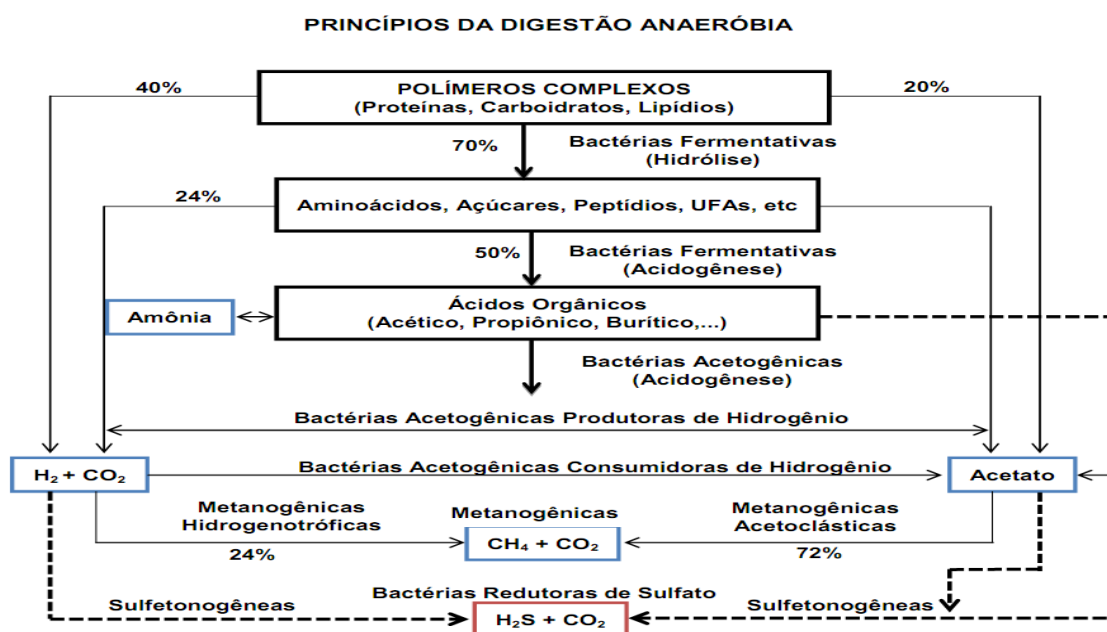 PRINCÍPIOS DA DIGESTÃO ANAERÓBIA
40%
POLÍMEROS COMPLEXOS
(Proteínas, Carboidratos, Lipídios)
20%
70%
Bactérias Fermentativas
(Hidrólise)
24%
Aminoácidos, Açúcares, Peptídios, UFAs, etc
50%
Bactérias Fermentativas
(Acidogênese)
Amônia
Ácidos Orgânicos
(Acético, Propiônico, Burítico,...)
Bactérias Acetogênicas
(Acidogênese)
Bactérias Acetogênicas Produtoras de Hidrogênio
H₂ + CO₂
Bactérias Acetogênicas Consumidoras de Hidrogênio
Acetato
Metanogênicas
Hidrogenotróficas
24%
Metanogênicas
CH₄ + CO₂
Metanogênicas
Acetoclásticas
72%
Bactérias Redutoras de Sulfato
Sulfetonogêneas
H₂S + CO₂
Sulfetonogêneas